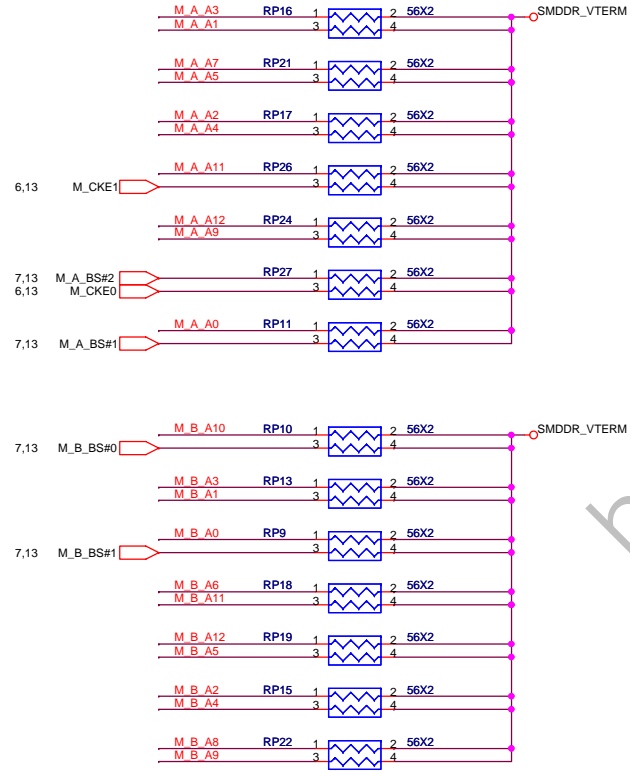 M_A_A3 RP16 1 2 56X2 SMDDR_VTERM
M_A_A1 3 4
M_A_A7 RP21 1 2 56X2
M_A_A5 3 4
M_A_A2 RP17 1 2 56X2
M_A_A4 3 4
M_A_A11 RP26 1 2 56X2
6,13 M_CKE1 3 4
M_A_A12 RP24 1 2 56X2
M_A_A9 3 4
7,13 M_A_BS#2 RP27 1 2 56X2
6,13 M_CKE0 3 4
M_A_A0 RP11 1 2 56X2
7,13 M_A_BS#1 3 4
M_B_A10 RP10 1 2 56X2 SMDDR_VTERM
7,13 M_B_BS#0 3 4
M_B_A3 RP13 1 2 56X2
M_B_A1 3 4
M_B_A0 RP9 1 2 56X2
7,13 M_B_BS#1 3 4
M_B_A6 RP18 1 2 56X2
M_B_A11 3 4
M_B_A12 RP19 1 2 56X2
M_B_A5 3 4
M_B_A2 RP15 1 2 56X2
M_B_A4 3 4
M_B_A8 RP22 1 2 56X2
M_B_A9 3 4